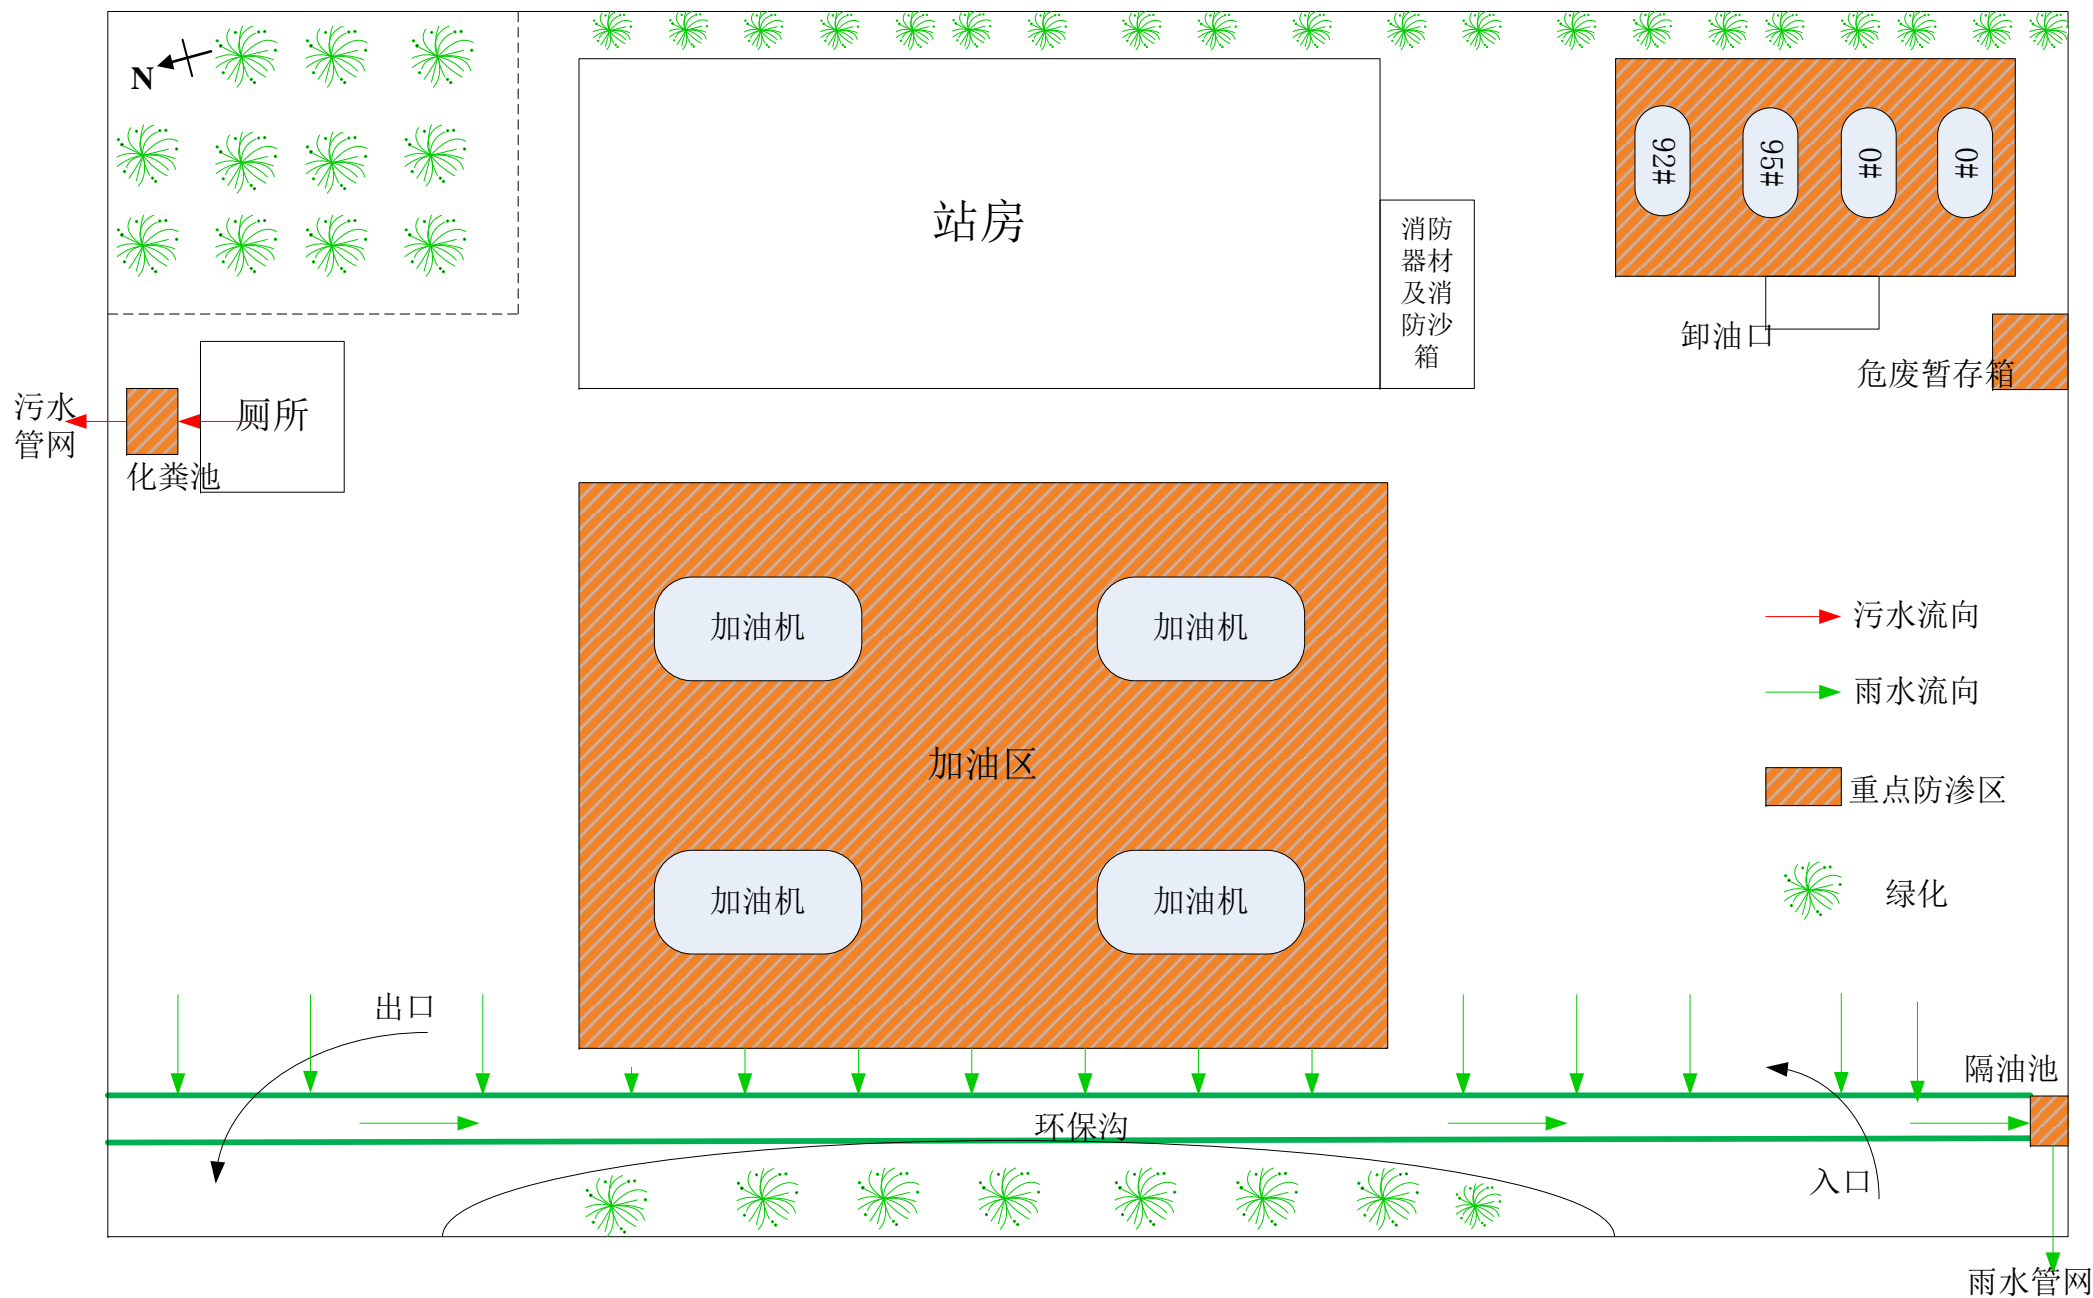 N
站房
92#
95#
0#
0#
消防
器材
及消
防沙
箱
卸油口
危废暂存箱
污水
管网
厕所
化粪池
加油机
加油机
加油区
加油机
加油机
污水流向
雨水流向
重点防渗区
绿化
出口
隔油池
环保沟
入口
雨水管网